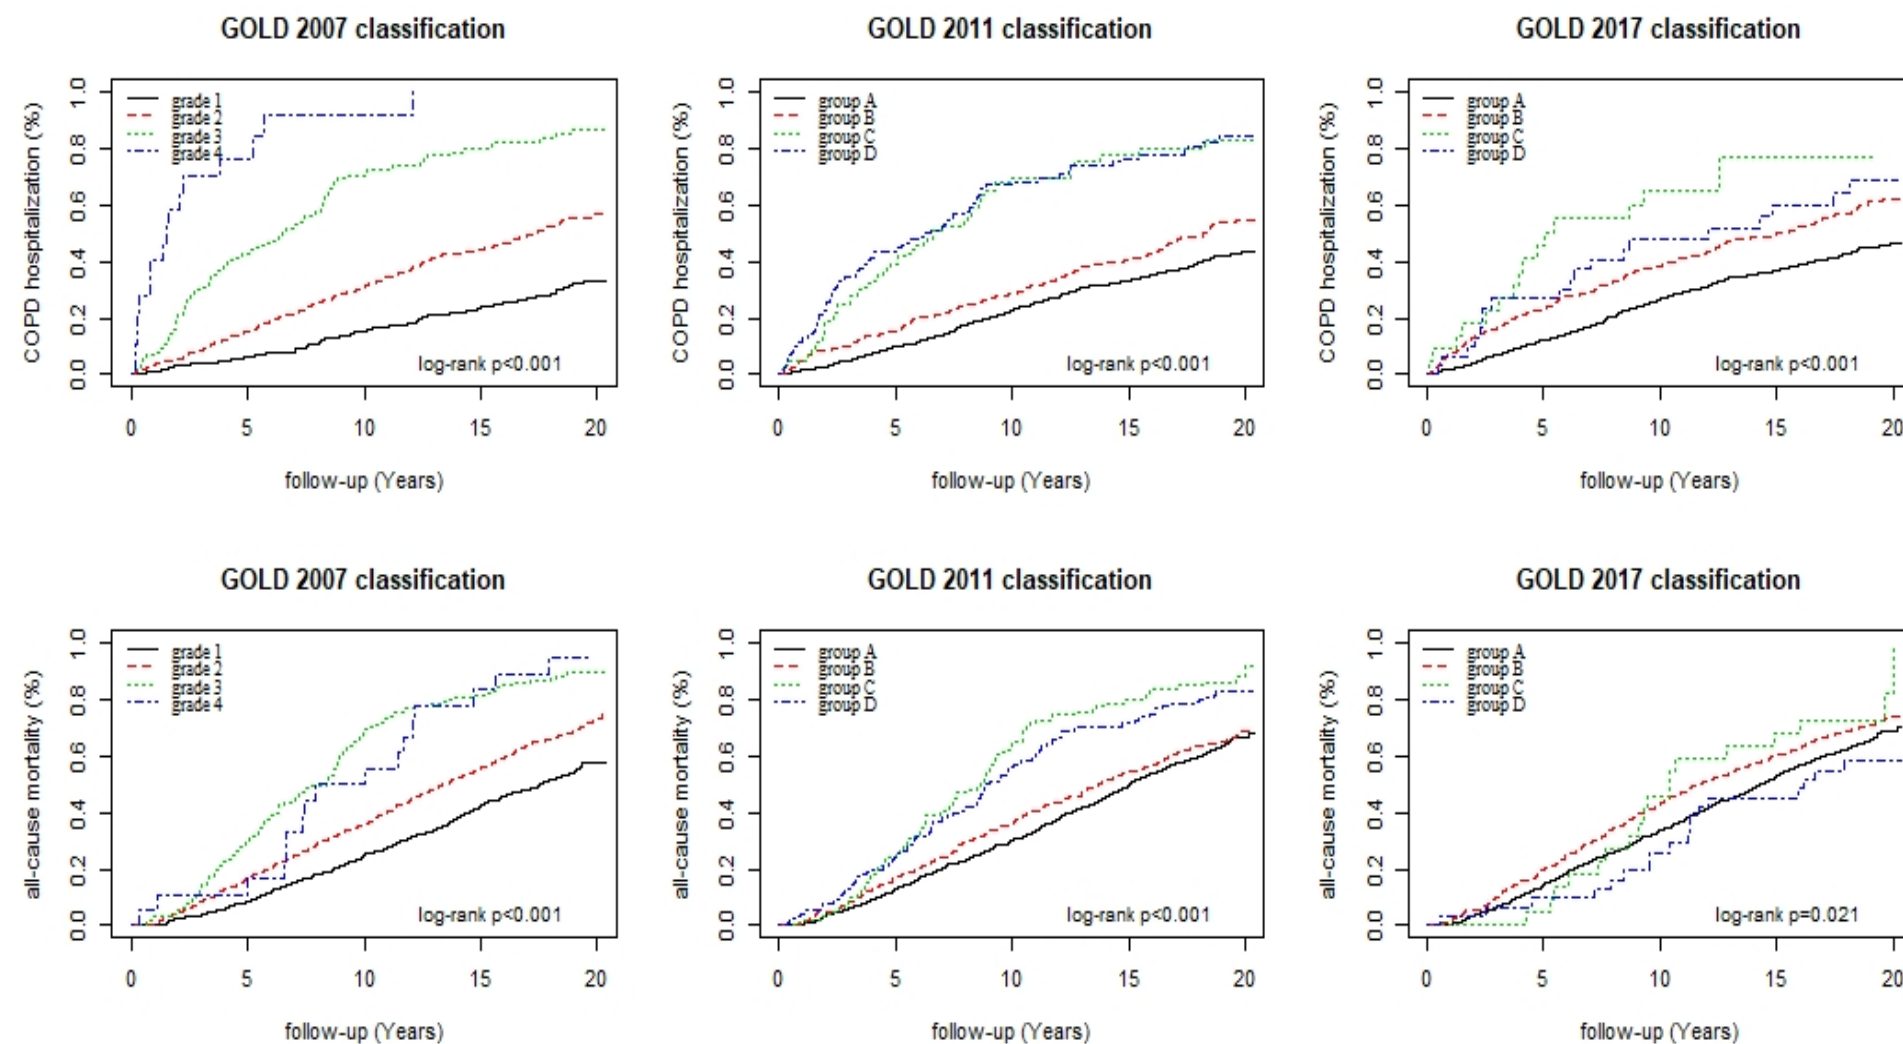 GOLD 2007 classification
COPD hospitalization (%)
1.0
0.8
0.6
0.4
0.2
0.0
grade 1
grade 2
grade 3
grade 4
log-rank p<0.001
0 5 10 15 20
follow-up (Years)
GOLD 2011 classification
COPD hospitalization (%)
1.0
0.8
0.6
0.4
0.2
0.0
group A
group B
group C
group D
log-rank p<0.001
0 5 10 15 20
follow-up (Years)
GOLD 2017 classification
COPD hospitalization (%)
1.0
0.8
0.6
0.4
0.2
0.0
group A
group B
group C
group D
log-rank p<0.001
0 5 10 15 20
follow-up (Years)
GOLD 2007 classification
all-cause mortality (%)
1.0
0.8
0.6
0.4
0.2
0.0
grade 1
grade 2
grade 3
grade 4
log-rank p<0.001
0 5 10 15 20
follow-up (Years)
GOLD 2011 classification
all-cause mortality (%)
1.0
0.8
0.6
0.4
0.2
0.0
group A
group B
group C
group D
log-rank p<0.001
0 5 10 15 20
follow-up (Years)
GOLD 2017 classification
all-cause mortality (%)
1.0
0.8
0.6
0.4
0.2
0.0
group A
group B
group C
group D
log-rank p=0.021
0 5 10 15 20
follow-up (Years)